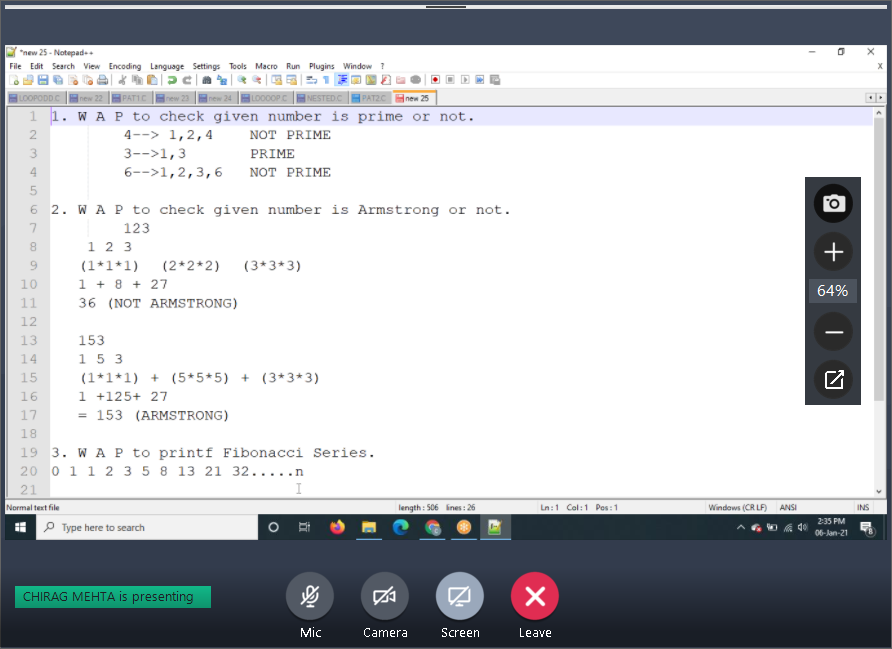 *new 25 - Notepad++
File Edit Search View Encoding Language Settings Tools Macro Run Plugins Window ? X
LOOPODD.C new 22 PAT1.C new 23 new 24 LOOOOP.C NESTED.C PAT2.C new 25
1 1. W A P to check given number is prime or not.
2 4--> 1,2,4 NOT PRIME
3 3-->1,3 PRIME
4 6-->1,2,3,6 NOT PRIME
5
6 2. W A P to check given number is Armstrong or not.
7 123
8 1 2 3
9 (1*1*1) (2*2*2) (3*3*3)
10 1 + 8 + 27
11 36 (NOT ARMSTRONG)
12
13 153
14 1 5 3
15 (1*1*1) + (5*5*5) + (3*3*3)
16 1 +125+ 27
17 = 153 (ARMSTRONG)
18
19 3. W A P to printf Fibonacci Series.
20 0 1 1 2 3 5 8 13 21 32.....n
21
64%
Normal text file length : 506 lines : 26 Ln : 1 Col : 1 Pos : 1 Windows (CR LF) ANSI INS
Type here to search
2:35 PM
06-Jan-21
8
CHIRAG MEHTA is presenting
Mic Camera Screen Leave